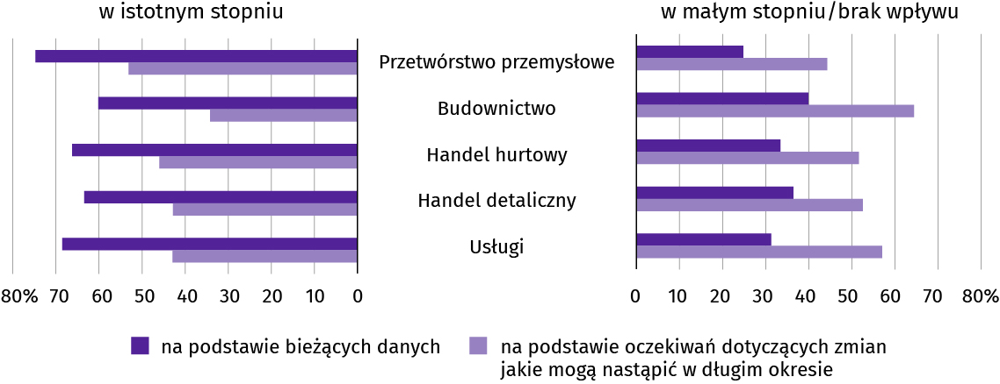 w istotnym stopniu
w małym stopniu/brak wpływu
Przetwórstwo przemysłowe
Budownictwo
Handel hurtowy
Handel detaliczny
Usługi
80% 70 60 50 40 30 20 10 0
0 10 20 30 40 50 60 70 80%
na podstawie bieżących danych
na podstawie oczekiwań dotyczących zmian
jakie mogą nastąpić w długim okresie